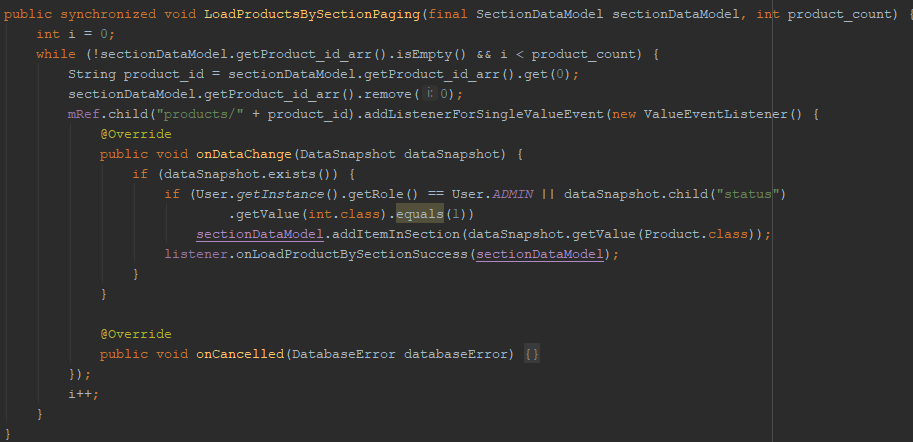 public synchronized void LoadProductsBySectionPaging(final SectionDataModel sectionDataModel, int product_count) {
    int i = 0;
    while (!sectionDataModel.getProduct_id_arr().isEmpty() && i < product_count) {
        String product_id = sectionDataModel.getProduct_id_arr().get(0);
        sectionDataModel.getProduct_id_arr().remove( i: 0);
        mRef.child("products/" + product_id).addListenerForSingleValueEvent(new ValueEventListener() {
            @Override
            public void onDataChange(DataSnapshot dataSnapshot) {
                if (dataSnapshot.exists()) {
                    if (User.getInstance().getRole() == User.ADMIN || dataSnapshot.child("status")
                            .getValue(int.class).equals(1))
                        sectionDataModel.addItemInSection(dataSnapshot.getValue(Product.class));
                    listener.onLoadProductBySectionSuccess(sectionDataModel);
                }
            }

            @Override
            public void onCancelled(DatabaseError databaseError) {}
        });
        i++;
    }
}